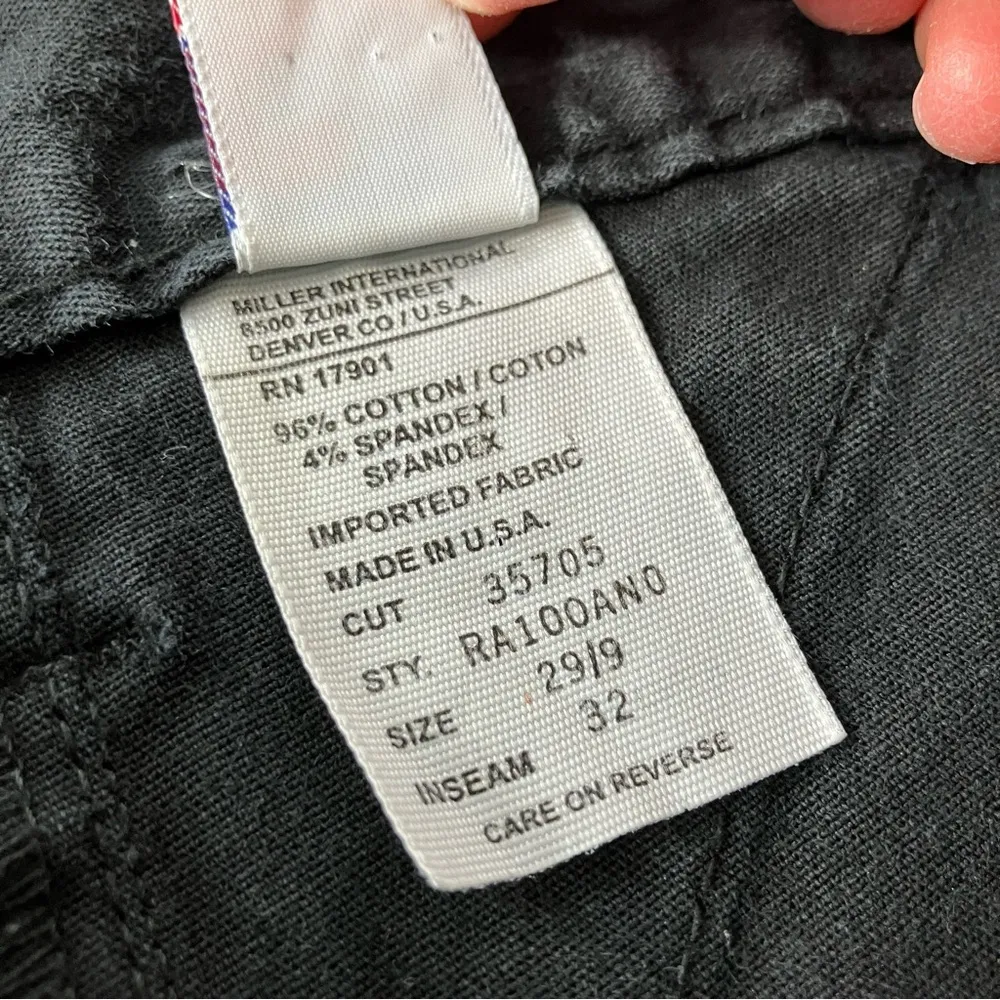 MILLER INTERNATIONAL
8500 ZUNI STREET
DENVER CO / U.S.A.
RN 17901
96% COTTON / COTON
4% SPANDEX /
SPANDEX
IMPORTED FABRIC
MADE IN U.S.A.
CUT 35705
STY. RA100AN0
SIZE 29/9
INSEAM 32
CARE ON REVERSE